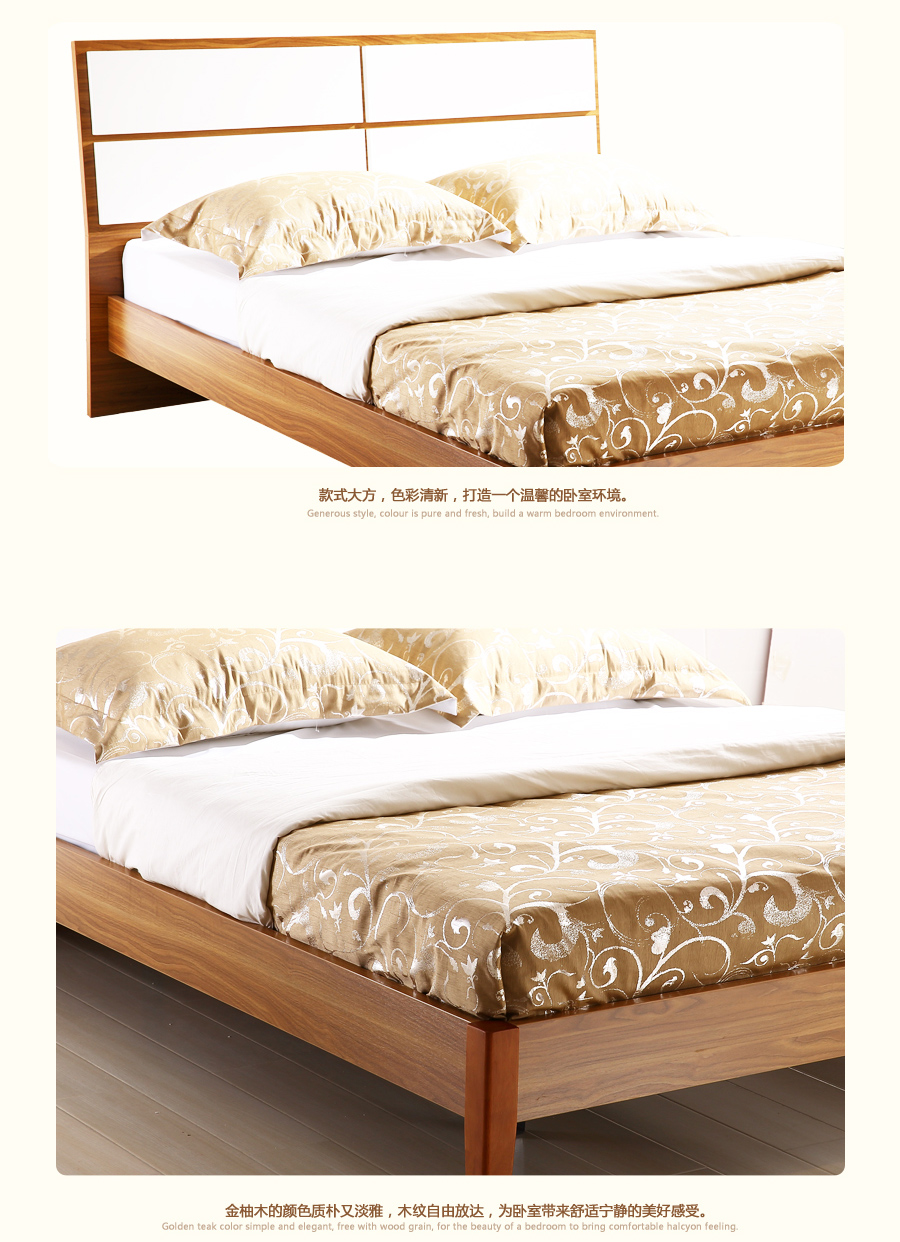 款式大方，色彩清新，打造一个温馨的卧室环境。
Generous style, colour is pure and fresh, build a warm bedroom environment.
金柚木的颜色质朴又淡雅，木纹自由放达，为卧室带来舒适宁静的美好感受。
Golden teak color simple and elegant, free with wood grain, for the beauty of a bedroom to bring comfortable halcyon feeling.